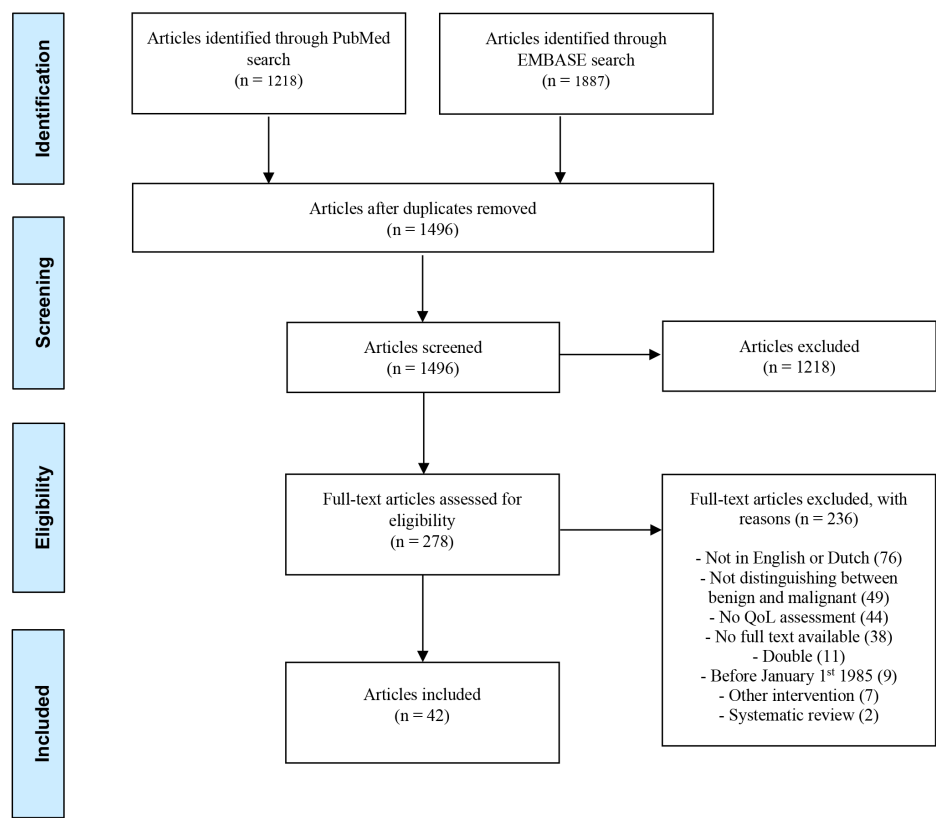 Identification
Articles identified through PubMed
search
(n = 1218)
Articles identified through
EMBASE search
(n = 1887)
Articles after duplicates removed
(n = 1496)
Screening
Articles screened
(n = 1496)
Articles excluded
(n = 1218)
Eligibility
Full-text articles assessed for
eligibility
(n = 278)
Full-text articles excluded, with
reasons (n = 236)
- Not in English or Dutch (76)
- Not distinguishing between
benign and malignant (49)
- No QoL assessment (44)
- No full text available (38)
- Double (11)
- Before January 1st 1985 (9)
- Other intervention (7)
- Systematic review (2)
Included
Articles included
(n = 42)